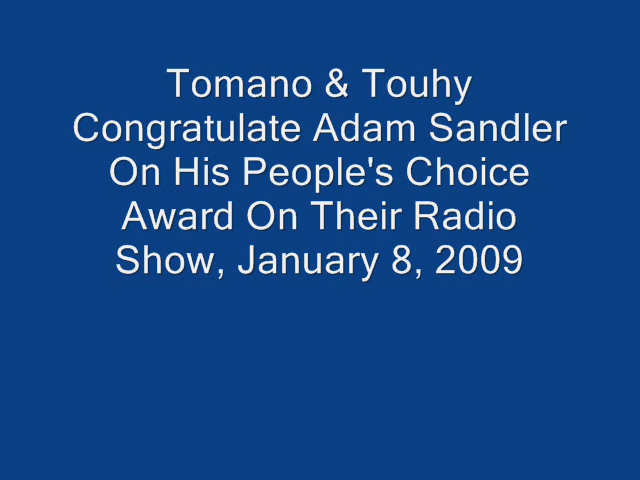 Tomano & Touhy
Congratulate Adam Sandler
On His People's Choice
Award On Their Radio
Show, January 8, 2009